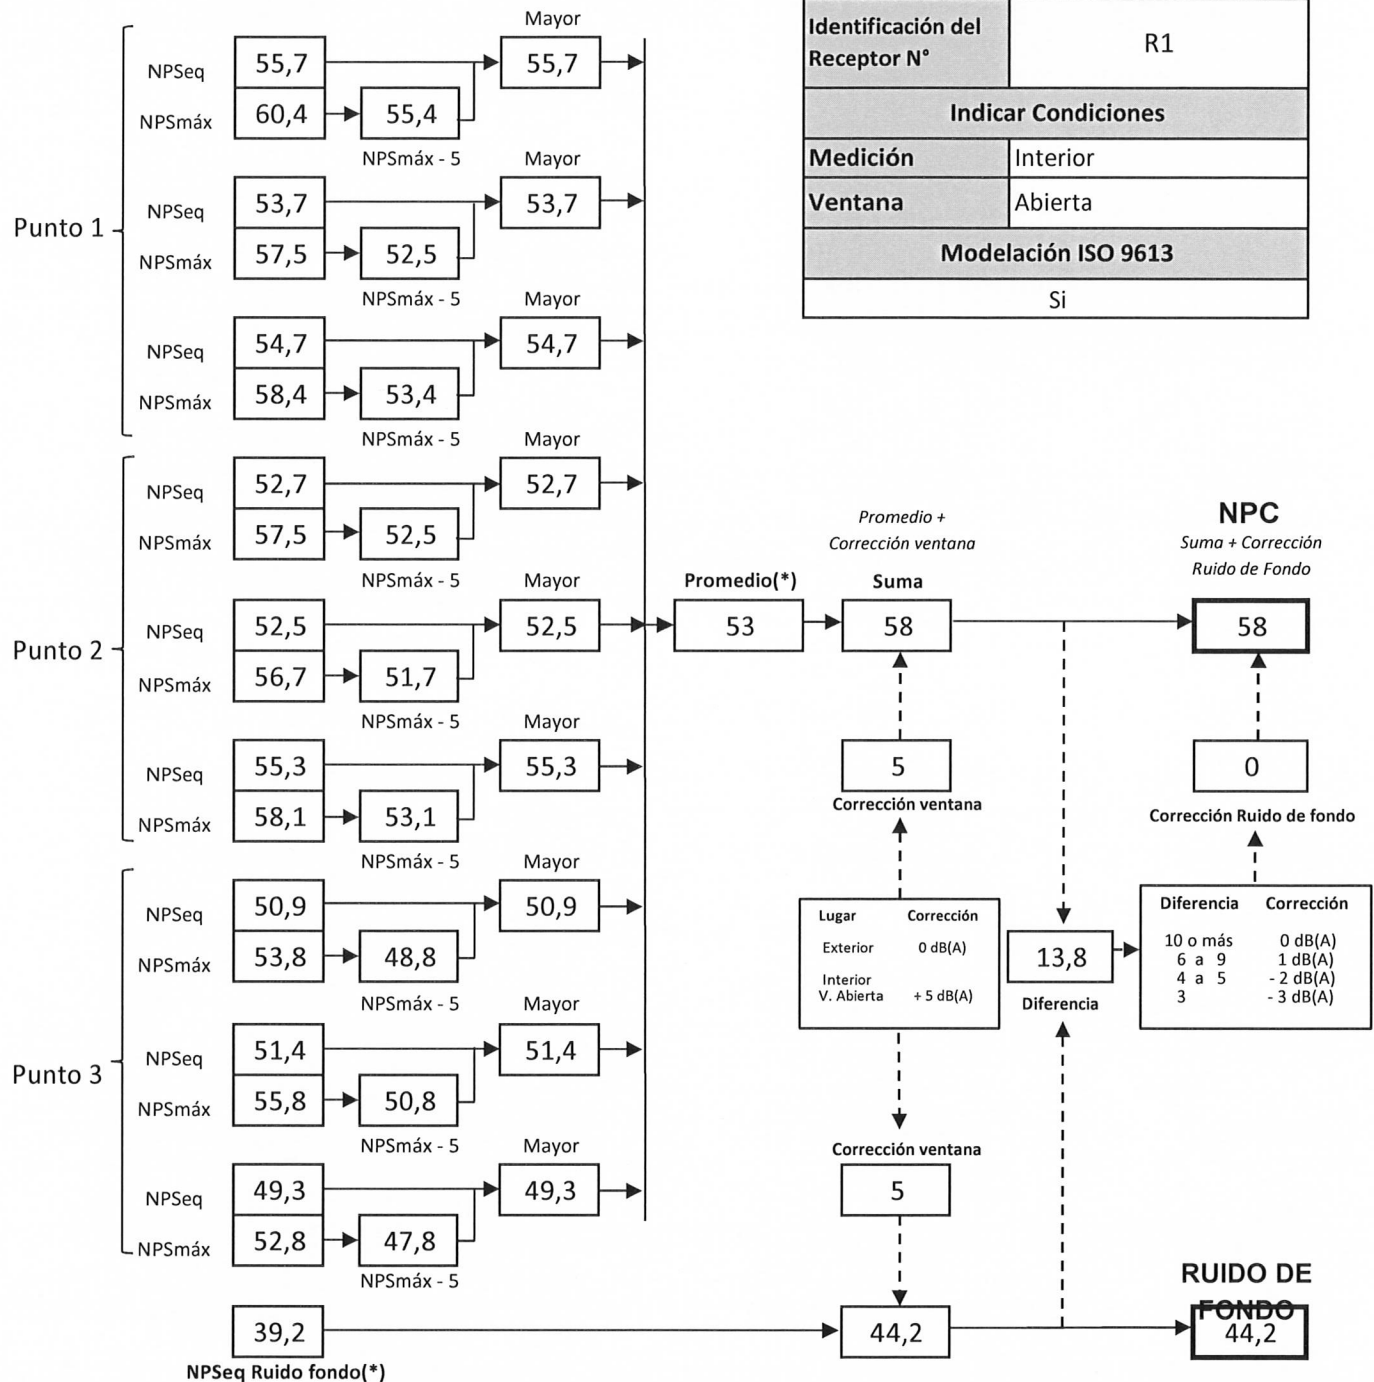 Identificación del
Receptor N°
R1
Indicar Condiciones
Medición
Interior
Ventana
Abierta
Modelación ISO 9613
Si
Punto 1
Mayor
NPSeq
55,7
55,7
NPSmáx
60,4
55,4
NPSmáx - 5
Mayor
NPSeq
53,7
53,7
NPSmáx
57,5
52,5
NPSmáx - 5
Mayor
NPSeq
54,7
54,7
NPSmáx
58,4
53,4
NPSmáx - 5
Punto 2
Mayor
NPSeq
52,7
52,7
NPSmáx
57,5
52,5
NPSmáx - 5
Mayor
NPSeq
52,5
52,5
NPSmáx
56,7
51,7
NPSmáx - 5
Mayor
NPSeq
55,3
55,3
NPSmáx
58,1
53,1
NPSmáx - 5
Punto 3
Mayor
NPSeq
50,9
50,9
NPSmáx
53,8
48,8
NPSmáx - 5
Mayor
NPSeq
51,4
51,4
NPSmáx
55,8
50,8
NPSmáx - 5
Mayor
NPSeq
49,3
49,3
NPSmáx
52,8
47,8
NPSmáx - 5
39,2
NPSeq Ruido fondo(*)
Promedio(*)
53
Promedio +
Corrección ventana
Suma
58
5
Corrección ventana
Lugar Corrección
Exterior 0 dB(A)
Interior
V. Abierta + 5 dB(A)
Corrección ventana
5
44,2
13,8
Diferencia
NPC
Suma + Corrección
Ruido de Fondo
58
0
Corrección Ruido de fondo
Diferencia Corrección
10 o más 0 dB(A)
6 a 9 1 dB(A)
4 a 5 - 2 dB(A)
3 - 3 dB(A)
RUIDO DE
FONDO
44,2